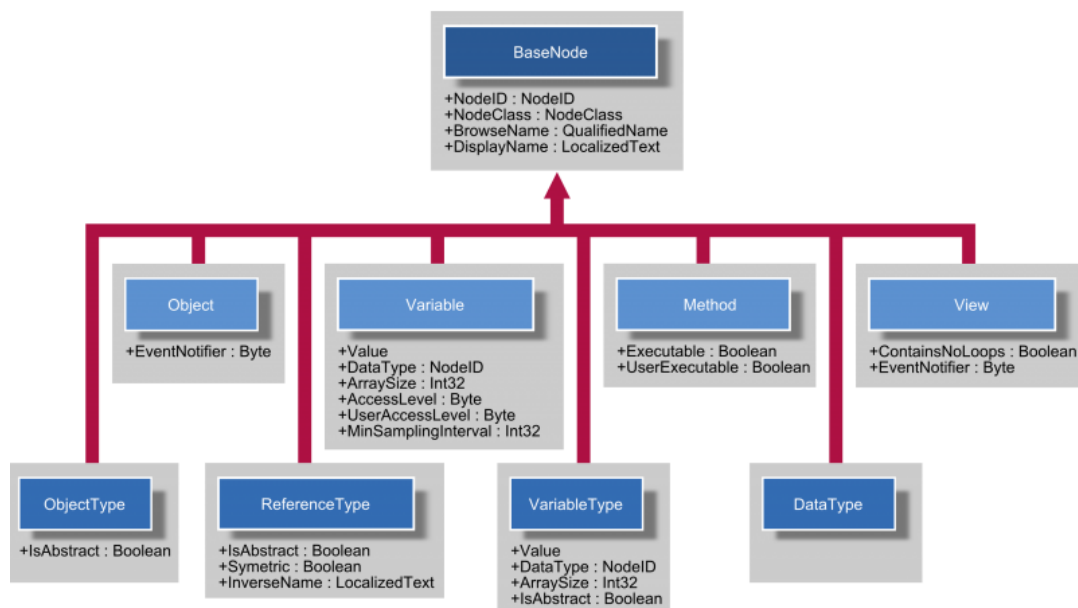 BaseNode
+NodeID : NodeID
+NodeClass : NodeClass
+BrowseName : QualifiedName
+DisplayName : LocalizedText
Object
+EventNotifier : Byte
Variable
+Value
+DataType : NodeID
+ArraySize : Int32
+AccessLevel : Byte
+UserAccessLevel : Byte
+MinSamplingInterval : Int32
Method
+Executable : Boolean
+UserExecutable : Boolean
View
+ContainsNoLoops : Boolean
+EventNotifier : Byte
ObjectType
+IsAbstract : Boolean
ReferenceType
+IsAbstract : Boolean
+Symetric : Boolean
+InverseName : LocalizedText
VariableType
+Value
+DataType : NodeID
+ArraySize : Int32
+IsAbstract : Boolean
DataType